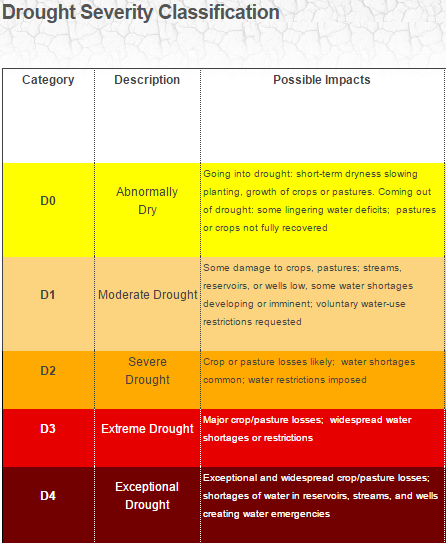 Drought Severity Classification
Category Description Possible Impacts
D0
Abnormally
Dry
Going into drought: short-term dryness slowing
planting, growth of crops or pastures. Coming out
of drought: some lingering water deficits; pastures
or crops not fully recovered
D1
Moderate Drought
Some damage to crops, pastures; streams,
reservoirs, or wells low, some water shortages
developing or imminent; voluntary water-use
restrictions requested
D2
Severe
Drought
Crop or pasture losses likely; water shortages
common; water restrictions imposed
D3
Extreme Drought
Major crop/pasture losses; widespread water
shortages or restrictions
D4
Exceptional
Drought
Exceptional and widespread crop/pasture losses;
shortages of water in reservoirs, streams, and wells
creating water emergencies